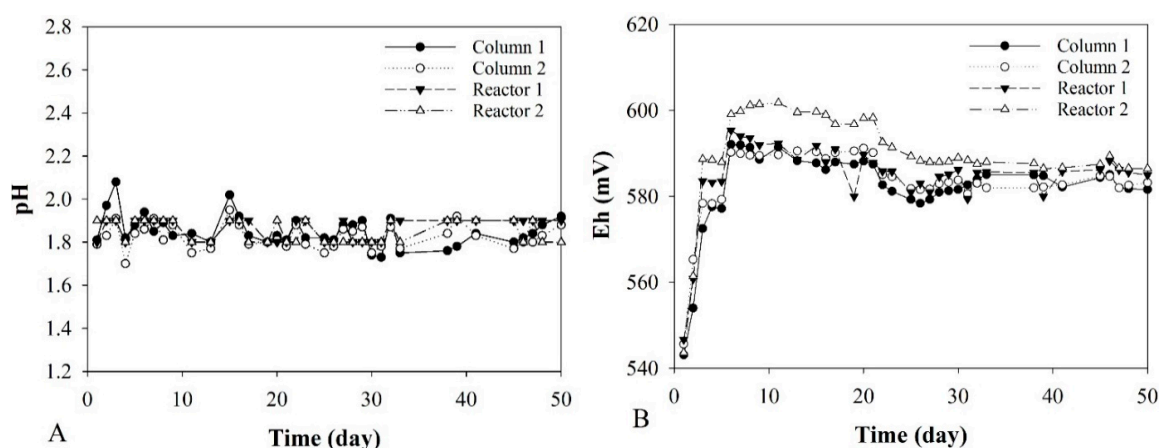 2.8
2.6
2.4
2.2
2.0
1.8
1.6
1.4
1.2
pH
0 10 20 30 40 50
Time (day)
A
Column 1
Column 2
Reactor 1
Reactor 2
620
600
580
560
540
Eh (mV)
0 10 20 30 40 50
Time (day)
B
Column 1
Column 2
Reactor 1
Reactor 2